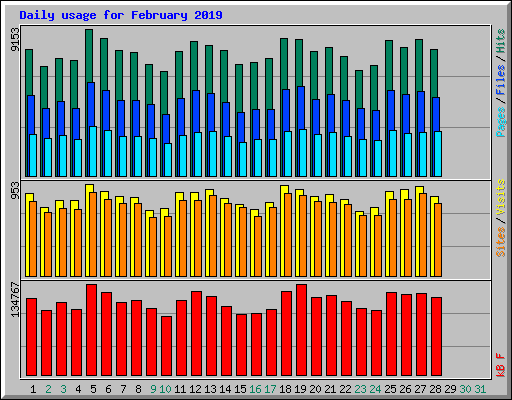 Daily usage for February 2019
9153
Pages / Files / Hits
953
Sites / Visits
134767
kB F
1 2 3 4 5 6 7 8 9 10 11 12 13 14 15 16 17 18 19 20 21 22 23 24 25 26 27 28 29 30 31